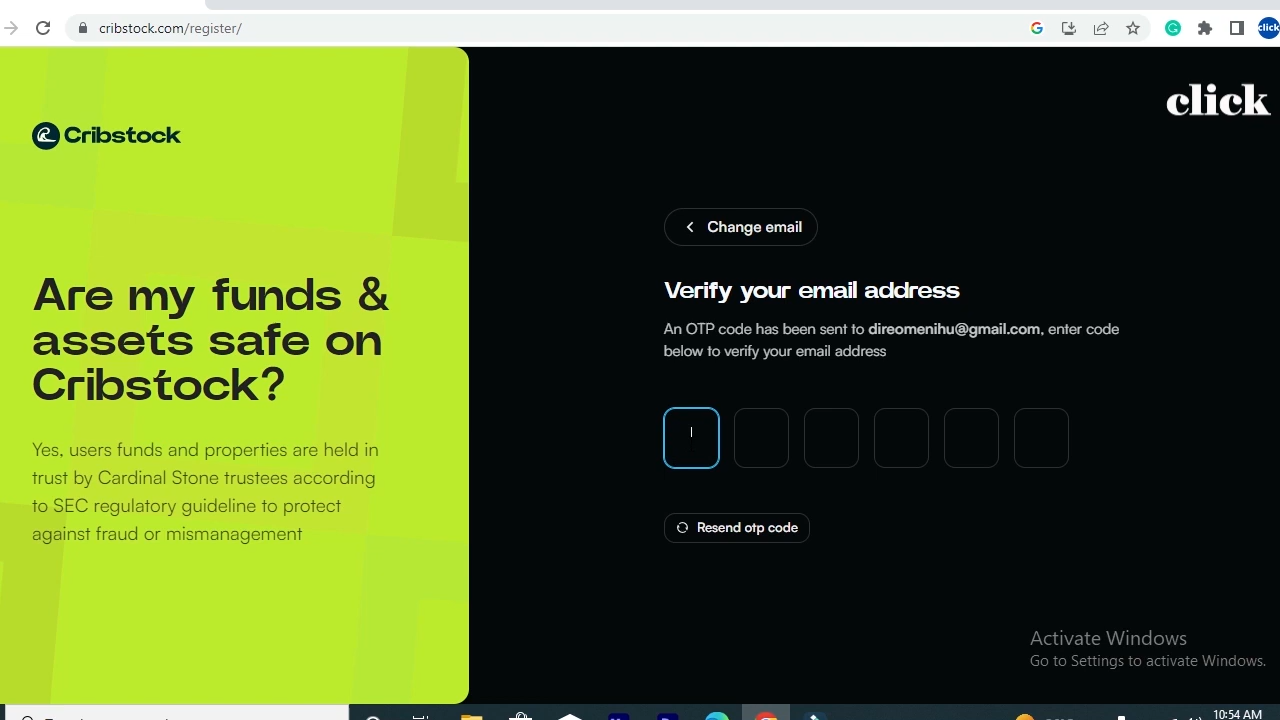 cribstock.com/register/
click
click
Cribstock
Are my funds &
assets safe on
Cribstock?
Yes, users funds and properties are held in
trust by Cardinal Stone trustees according
to SEC regulatory guideline to protect
against fraud or mismanagement
Change email
Verify your email address
An OTP code has been sent to direomenihu@gmail.com, enter code
below to verify your email address
Resend otp code
Activate Windows
Go to Settings to activate Windows.
10:54 AM